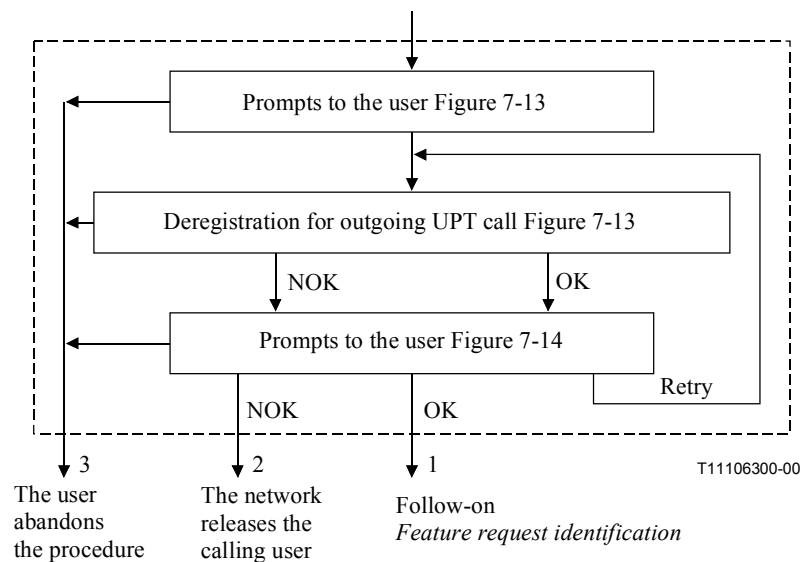 Prompts to the user Figure 7-13
Deregistration for outgoing UPT call Figure 7-13
NOK
OK
Prompts to the user Figure 7-14
Retry
NOK
OK
3
2
1
T11106300-00
The user
abandons
the procedure
The network
releases the
calling user
Follow-on
Feature request identification